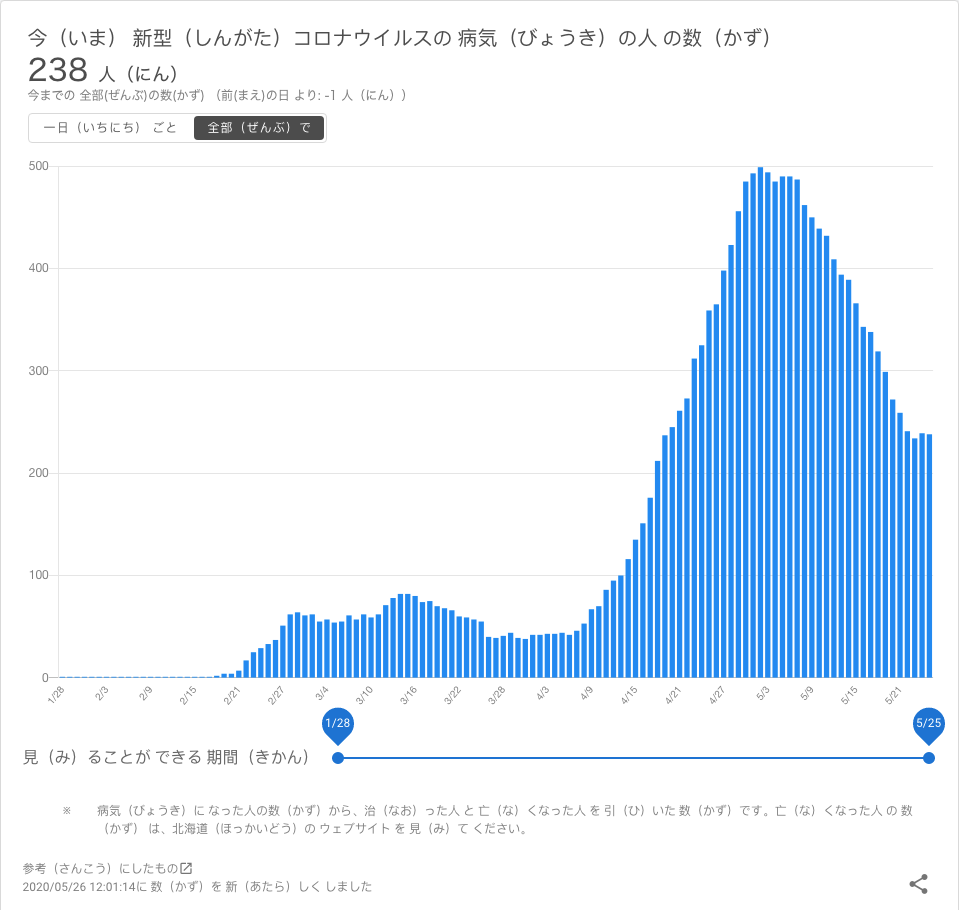 今（いま） 新型（しんがた）コロナウイルスの 病気（びょうき）の人 の数（かず）
238 人（にん）
今までの 全部(ぜんぶ)の数(かず) （前(まえ)の日 より: -1 人（にん））
一日（いちにち） ごと 全部（ぜんぶ）で
500
400
300
200
100
0
1/28 2/3 2/9 2/15 2/21 2/27 3/4 3/10 3/16 3/22 3/28 4/3 4/9 4/15 4/21 4/27 5/3 5/9 5/15 5/21
1/28 5/25
見（み）ることが できる 期間（きかん）
※ 病気（びょうき）に なった人の数（かず）から、治（なお）った人 と 亡（な）くなった人 を 引（ひ）いた 数（かず）です。亡（な）くなった人 の 数
（かず） は、北海道（ほっかいどう）の ウェブサイト を 見（み）て ください。
参考（さんこう）にしたもの
2020/05/26 12:01:14に 数（かず）を 新（あたら）しく しました